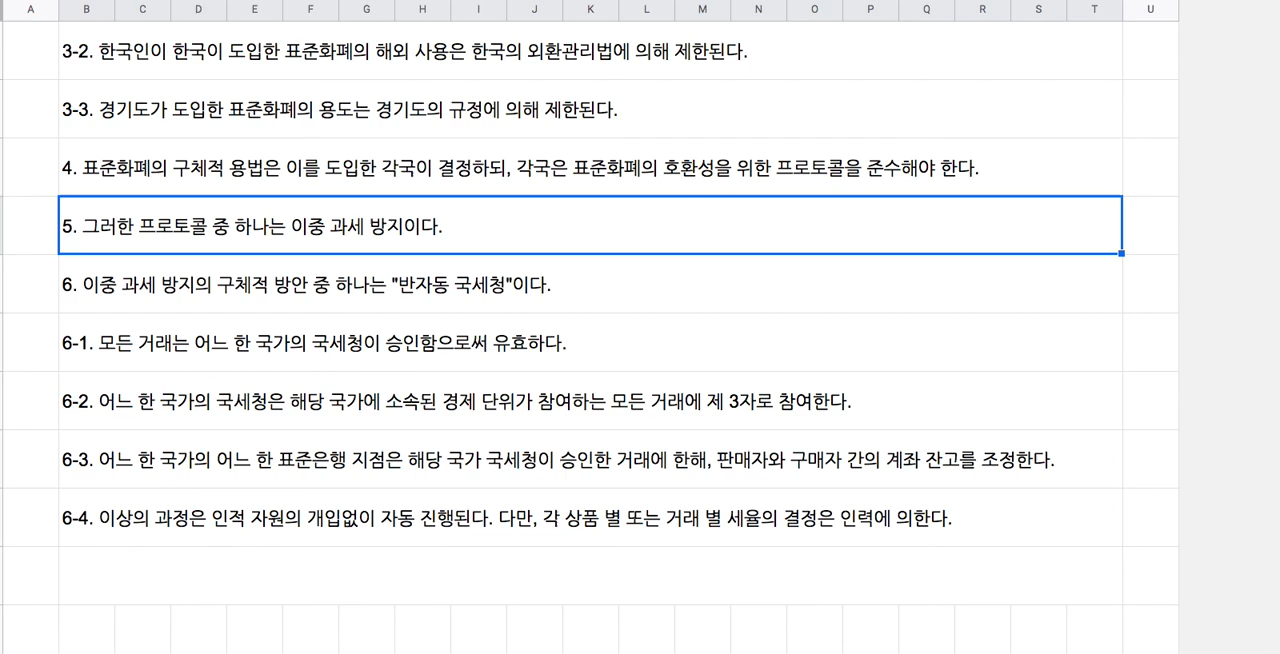 A B C D E F G H I J K L M N O P Q R S T U
3-2. 한국인이 한국이 도입한 표준화폐의 해외 사용은 한국의 외환관리법에 의해 제한된다.
3-3. 경기도가 도입한 표준화폐의 용도는 경기도의 규정에 의해 제한된다.
4. 표준화폐의 구체적 용법은 이를 도입한 각국이 결정하되, 각국은 표준화폐의 호환성을 위한 프로토콜을 준수해야 한다.
5. 그러한 프로토콜 중 하나는 이중 과세 방지이다.
6. 이중 과세 방지의 구체적 방안 중 하나는 "반자동 국세청"이다.
6-1. 모든 거래는 어느 한 국가의 국세청이 승인함으로써 유효하다.
6-2. 어느 한 국가의 국세청은 해당 국가에 소속된 경제 단위가 참여하는 모든 거래에 제 3자로 참여한다.
6-3. 어느 한 국가의 어느 한 표준은행 지점은 해당 국가 국세청이 승인한 거래에 한해, 판매자와 구매자 간의 계좌 잔고를 조정한다.
6-4. 이상의 과정은 인적 자원의 개입없이 자동 진행된다. 다만, 각 상품 별 또는 거래 별 세율의 결정은 인력에 의한다.